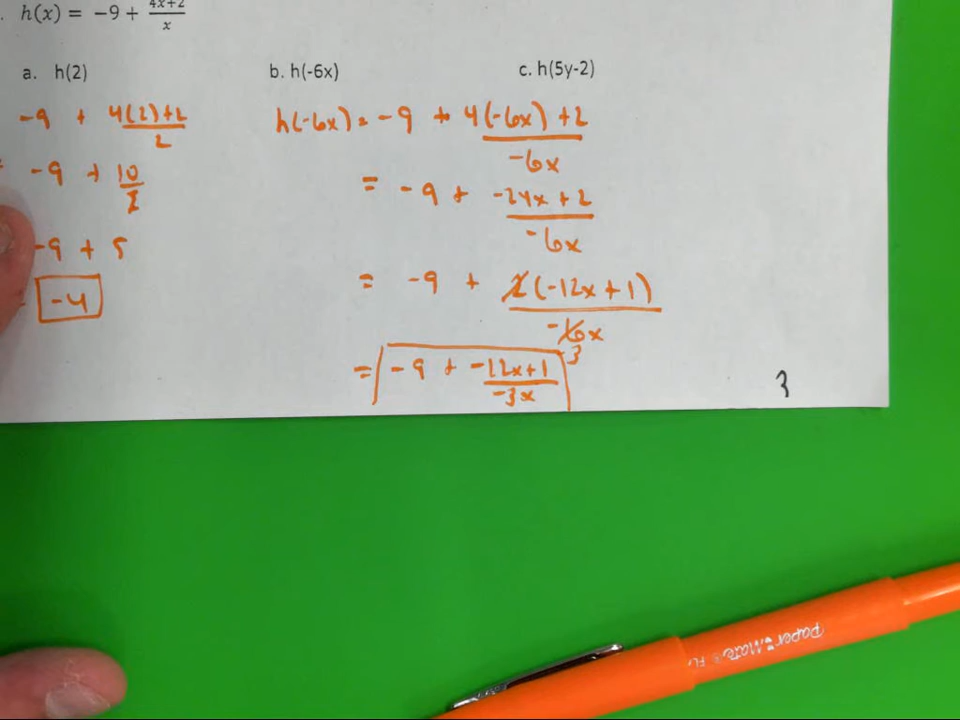 . h(x) = −9 + (4x+2)/x
a. h(2)
b. h(-6x)
c. h(5y-2)
-9 + (4(2)+2)/2
= -9 + 10/2
-9 + 5
-4
h(-6x) = -9 + (4(-6x)+2)/(-6x)
= -9 + (-24x+2)/(-6x)
= -9 + 2(-12x+1)/(-6x)
-3
= -9 + (-12x+1)/(-3x)
3
Paper Mate